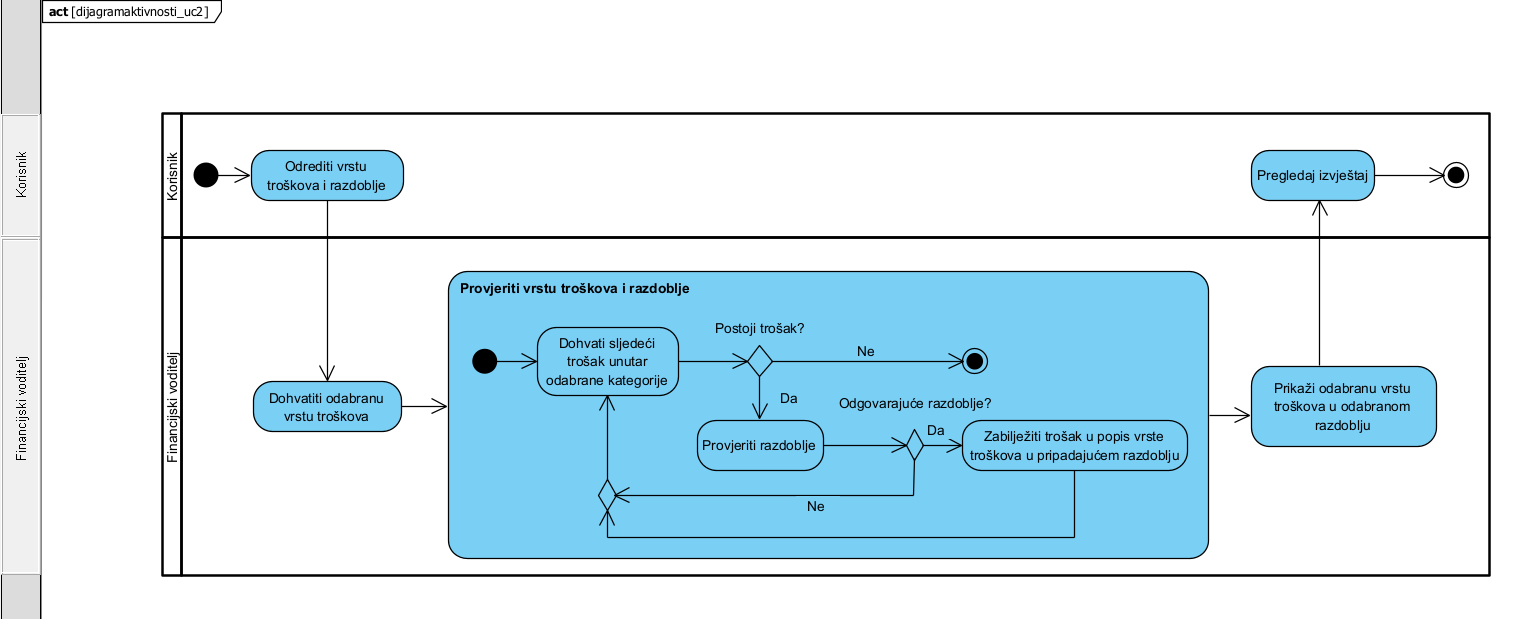 act [dijagramaktivnosti_uc2]
Korisnik
Korisnik
Odrediti vrstu
troškova i razdoblje
Pregledaj izvještaj
Financijski voditelj
Financijski voditelj
Provjeriti vrstu troškova i razdoblje
Postoji trošak?
Dohvati sljedeći
trošak unutar
odabrane kategorije
Ne
Da
Dohvatiti odabranu
vrstu troškova
Odgovarajuće razdoblje?
Da
Provjeriti razdoblje
Zabilježiti trošak u popis vrste
troškova u pripadajućem razdoblju
Ne
Prikaži odabranu vrstu
troškova u odabranom
razdoblju